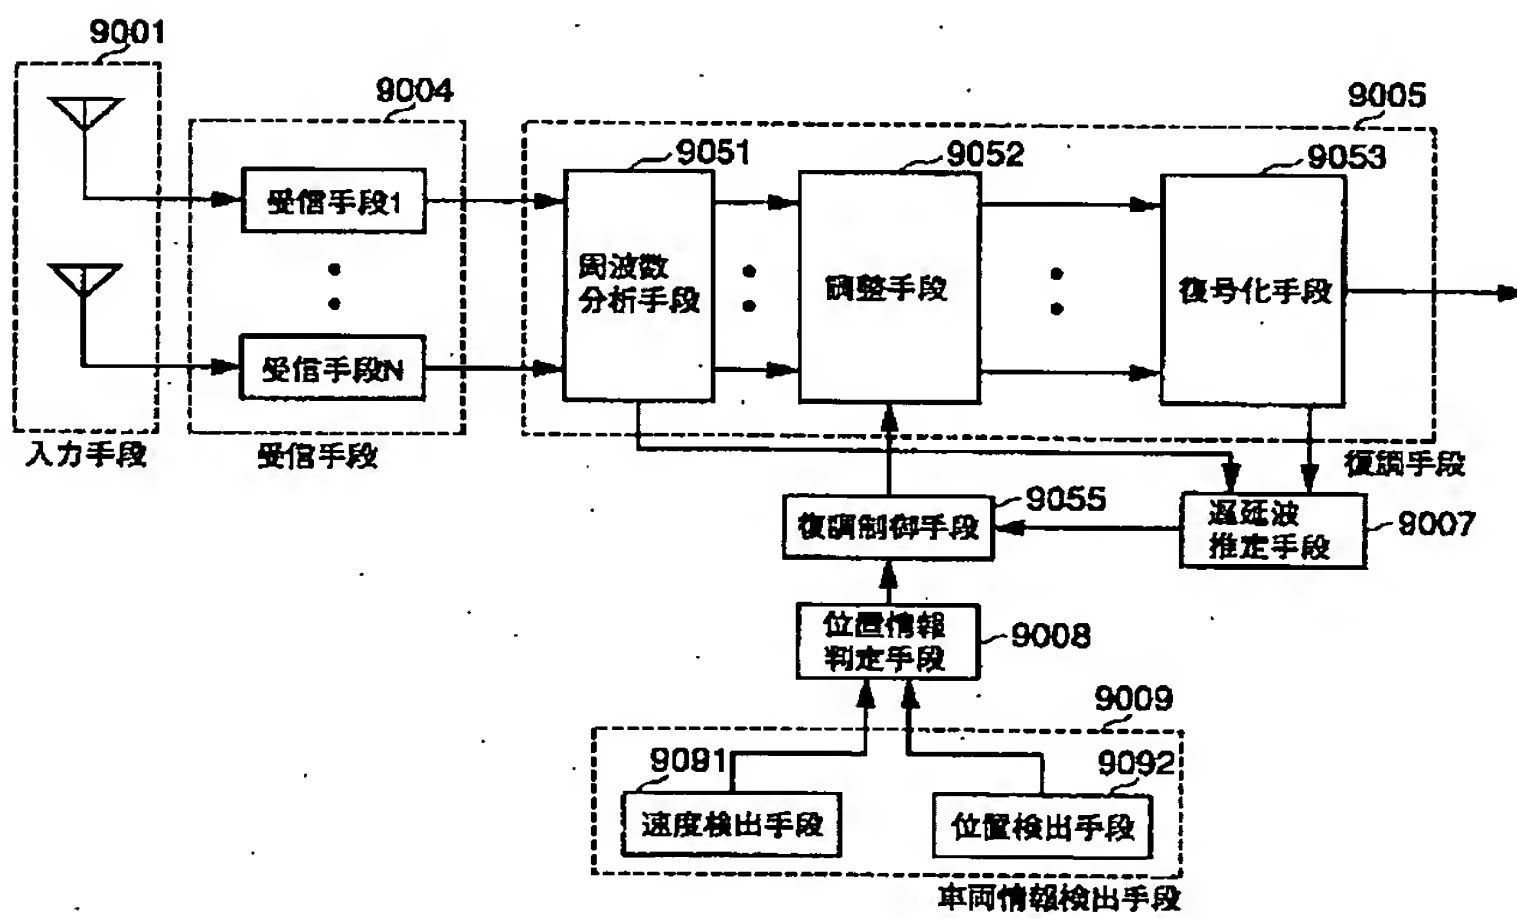 9001
9004
9005
9051
9052
9053
受信手段1
周波数
分析手段
調整手段
復号化手段
受信手段N
入力手段
受信手段
復調手段
9055
復調制御手段
遅延波
推定手段
9007
位置情報
判定手段
9008
9009
9091
9092
速度検出手段
位置検出手段
車両情報検出手段